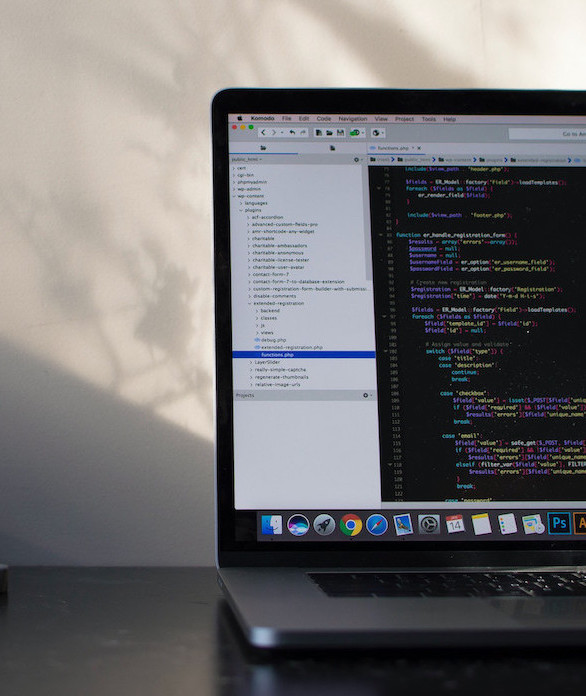 Komodo File Edit Code Navigation View Project Tools Help
Go to An
functions.php
public_html
cert
cgi-bin
phpmyadmin
wp-admin
wp-content
languages
plugins
acf-accordion
advanced-custom-fields-pro
amr-shortcode-any-widget
charitable
charitable-ambassadors
charitable-anonymous
charitable-license-tester
charitable-user-avatar
contact-form-7
contact-form-7-to-database-extension
custom-registration-form-builder-with-submiss
disable-comments
extended-registration
backend
classes
js
views
debug.php
extended-registration.php
functions.php
LayerSlider
really-simple-captcha
regenerate-thumbnails
relative-image-urls
Projects
include($view_path . 'header.php');
$fields = ER_Model::factory('Field')->loadTemplates();
foreach ($fields as $field) {
er_render_field($field);
}
include($view_path . 'footer.php');
}
function er_handle_registration_form() {
$results = array('errors'=>array());
$password = null;
$username = null;
$usernameField = er_option('er_username_field');
$passwordField = er_option('er_password_field');
# Create new registration
$registration = ER_Model::factory('Registration');
$registration['time'] = date('Y-m-d H:i:s');
$fields = ER_Model::factory('Field')->loadTemplates();
foreach ($fields as $field) {
$field['template_id'] = $field['id'];
$field['id'] = null;
# Assign value and validate
switch ($field['type']) {
case 'title':
case 'description':
continue;
break;
case 'checkbox':
$field['value'] = isset($_POST[$field['uniq
if ($field['required'] && !$field['value'])
$results['errors'][$field['unique_name
break;
case 'email':
$field['value'] = safe_get($_POST, $field[
if ($field['required'] && !$field['value']
$results['errors'][$field['unique_name
elseif (filter_var($field['value'], FILTER
$results['errors'][$field['unique_name
}
break;
case 'password':
14
Ps
A